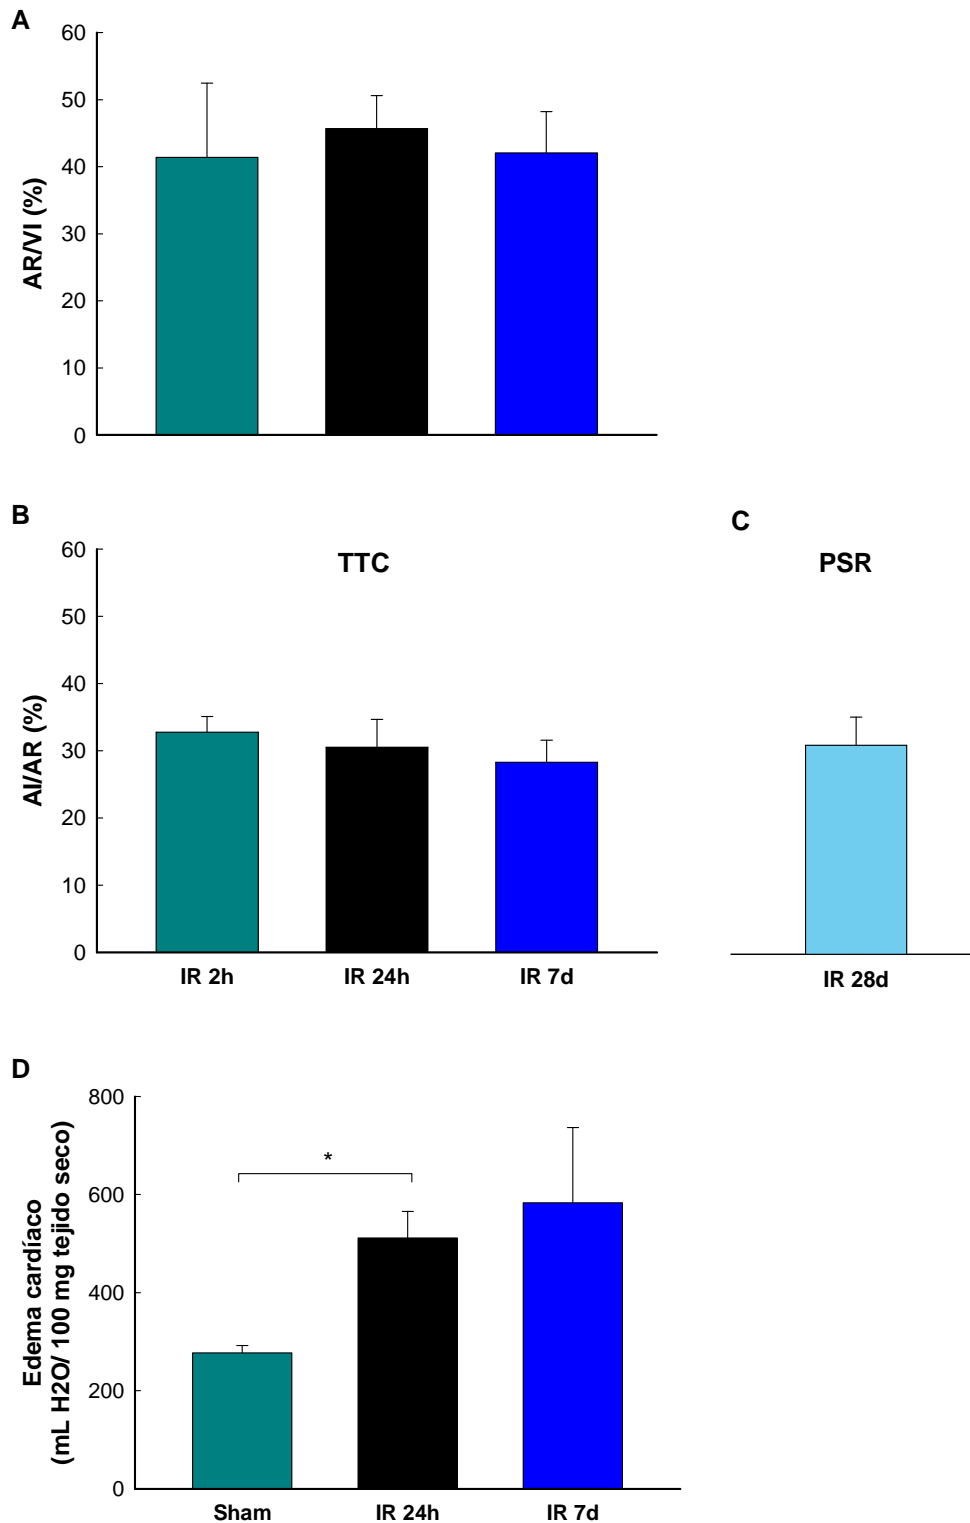 A
60
50
40
30
20
10
0
AR/VI (%)
B
C
60
50
40
30
20
10
0
AI/AR (%)
TTC
PSR
IR 2h
IR 24h
IR 7d
IR 28d
D
800
600
400
200
0
Edema cardíaco
(mL H2O/ 100 mg tejido seco)
*
Sham
IR 24h
IR 7d